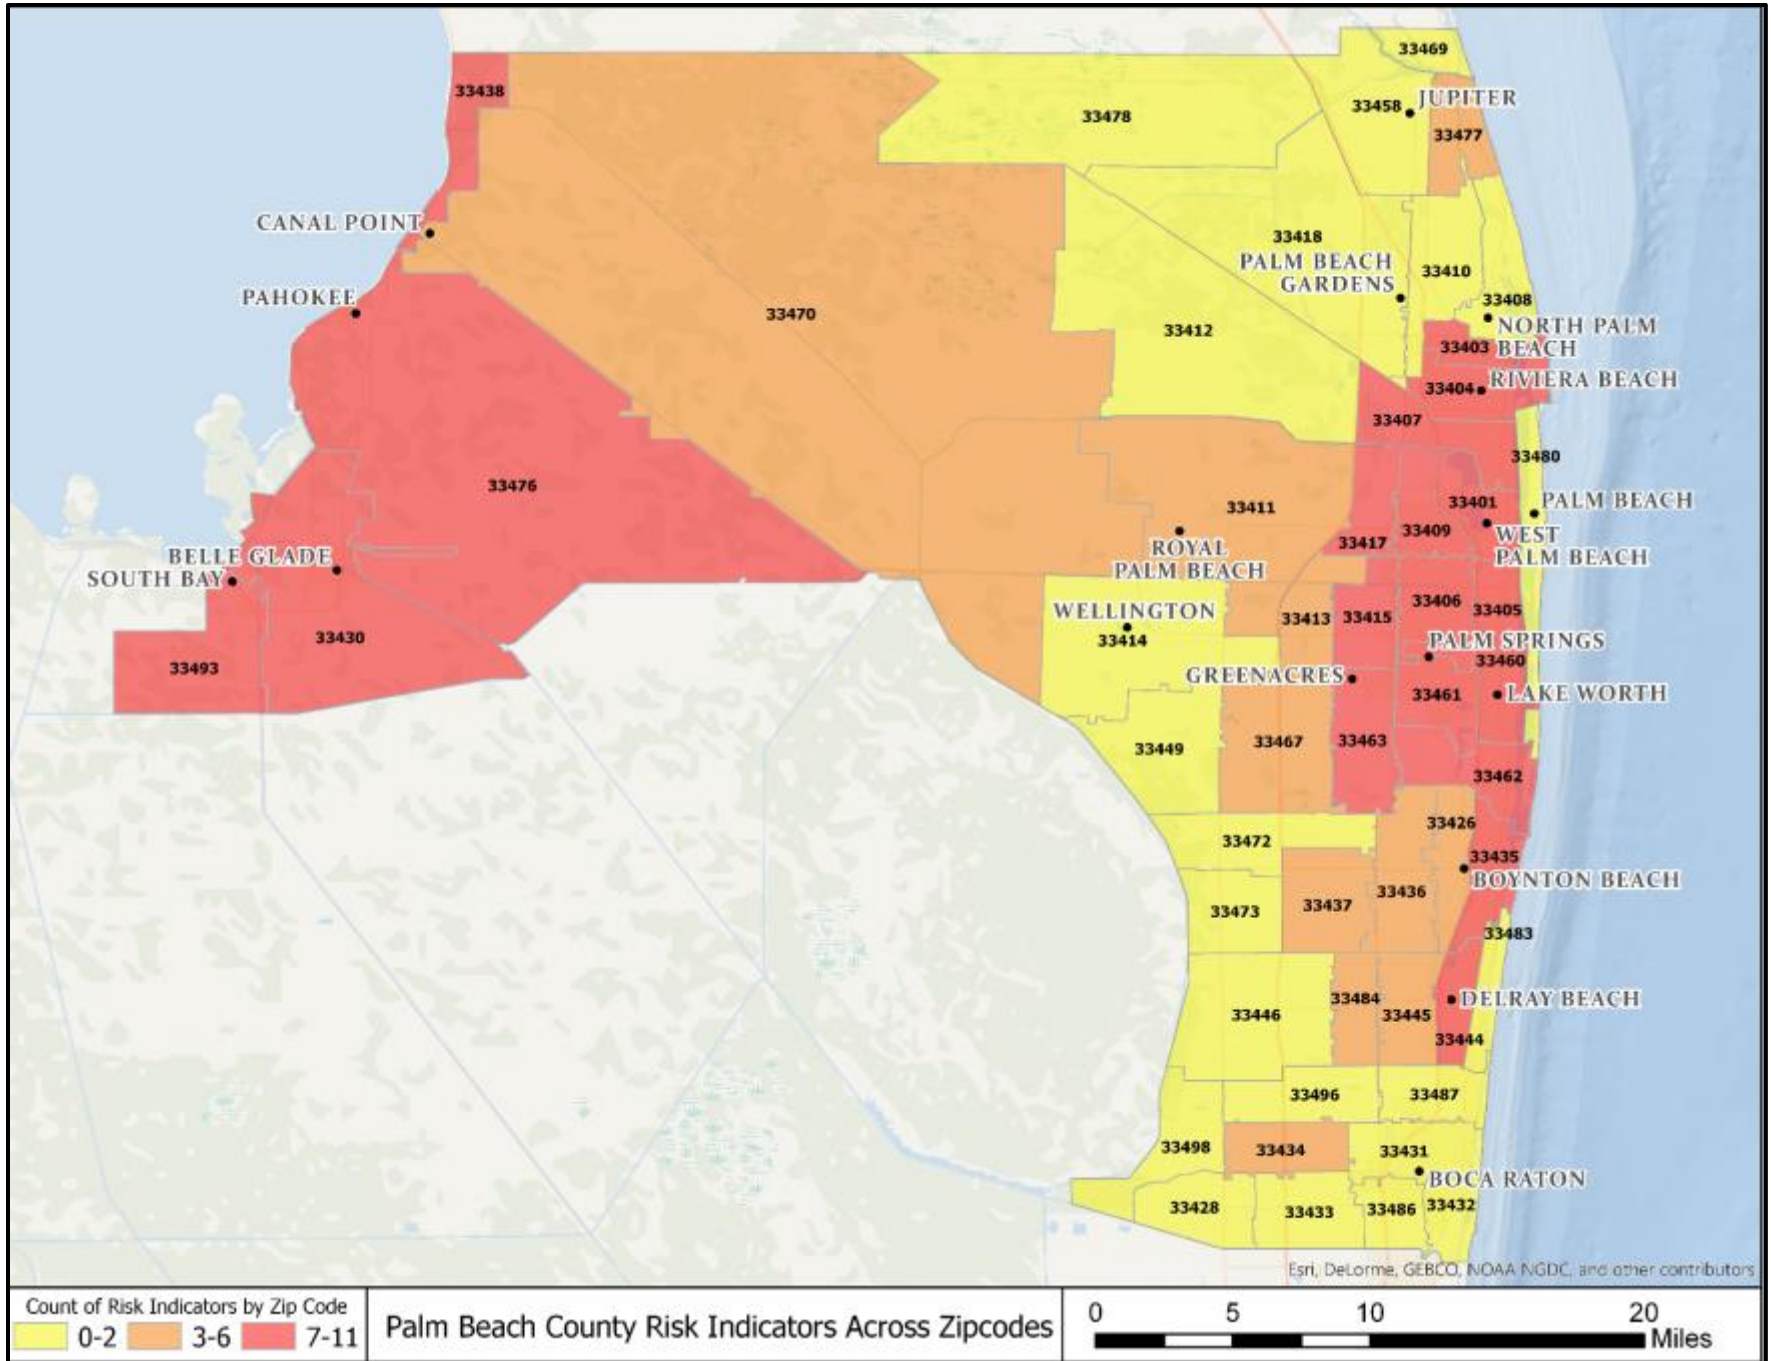 33469
33438
33458
JUPITER
33478
33477
CANAL POINT
33418
PALM BEACH
GARDENS
33410
PAHOKEE
33408
33470
33412
NORTH PALM
BEACH
33403
33404
RIVIERA BEACH
33407
33480
33476
33401
PALM BEACH
33411
33409
WEST
PALM BEACH
33417
ROYAL
PALM BEACH
BELLE GLADE
SOUTH BAY
WELLINGTON
33414
33413
33415
33406
33405
33430
33493
PALM SPRINGS
33460
GREENACRES
33461
LAKE WORTH
33449
33467
33463
33462
33472
33426
33435
BOYNTON BEACH
33436
33437
33473
33483
33484
DELRAY BEACH
33446
33445
33444
33496
33487
33498
33434
33431
BOCA RATON
33428
33433
33486
33432
Esri, DeLorme, GEBCO, NOAA NGDC, and other contributors
Count of Risk Indicators by Zip Code
0-2
3-6
7-11
Palm Beach County Risk Indicators Across Zipcodes
0
5
10
20
Miles